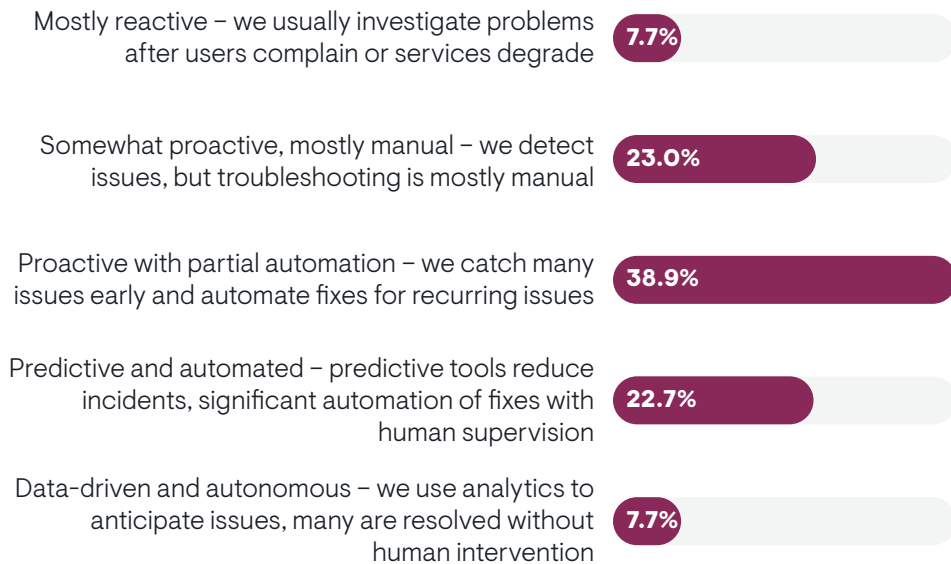 Mostly reactive – we usually investigate problems
after users complain or services degrade
7.7%
Somewhat proactive, mostly manual – we detect
issues, but troubleshooting is mostly manual
23.0%
Proactive with partial automation – we catch many
issues early and automate fixes for recurring issues
38.9%
Predictive and automated – predictive tools reduce
incidents, significant automation of fixes with
human supervision
22.7%
Data-driven and autonomous – we use analytics to
anticipate issues, many are resolved without
human intervention
7.7%